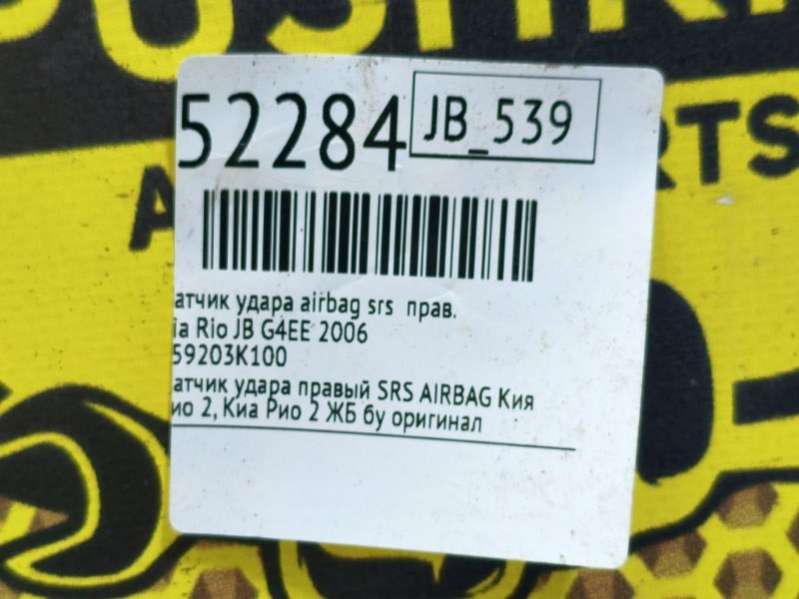 52284
JB_539
RTS
атчик удара airbag srs прав.
ia Rio JB G4EE 2006
59203K100
атчик удара правый SRS AIRBAG Кия
ио 2, Киа Рио 2 ЖБ бу оригинал